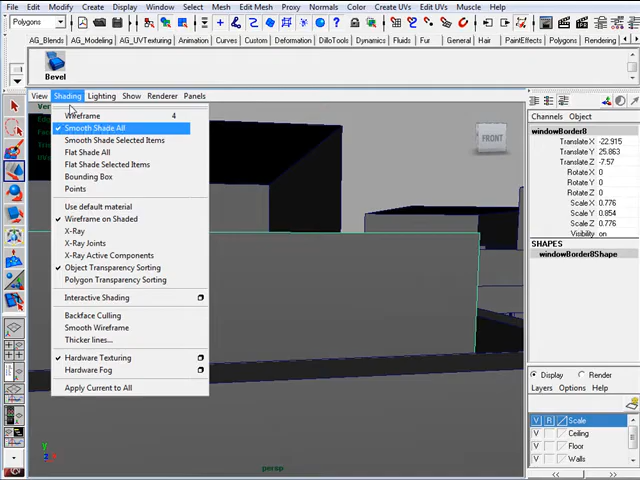 File Edit Modify Create Display Window Select Mesh Edit Mesh Proxy Normals Color Create UVs Edit UVs Muscle Help
Polygons
AG_Blends AG_Modeling AG_UVTexturing Animation Curves Custom Deformation DilloTools Dynamics Fluids Fur General Hair PaintEffects Polygons Rendering
Bevel
View Shading Lighting Show Renderer Panels
Wireframe 4
Smooth Shade All
Smooth Shade Selected Items
Flat Shade All
Flat Shade Selected Items
Bounding Box
Points
Use default material
Wireframe on Shaded
X-Ray
X-Ray Joints
X-Ray Active Components
Object Transparency Sorting
Polygon Transparency Sorting
Interactive Shading
Backface Culling
Smooth Wireframe
Thicker lines...
Hardware Texturing
Hardware Fog
Apply Current to All
FRONT
persp
y
Channels Object
windowBorder8
Translate X -22.915
Translate Y 25.863
Translate Z -7.57
Rotate X 0
Rotate Y 0
Rotate Z 0
Scale X 0.776
Scale Y 0.854
Scale Z 0.776
Visibility on
SHAPES
windowBorder8Shape
Display Render
Layers Options Help
V R Scale
V Ceiling
V Floor
V Walls